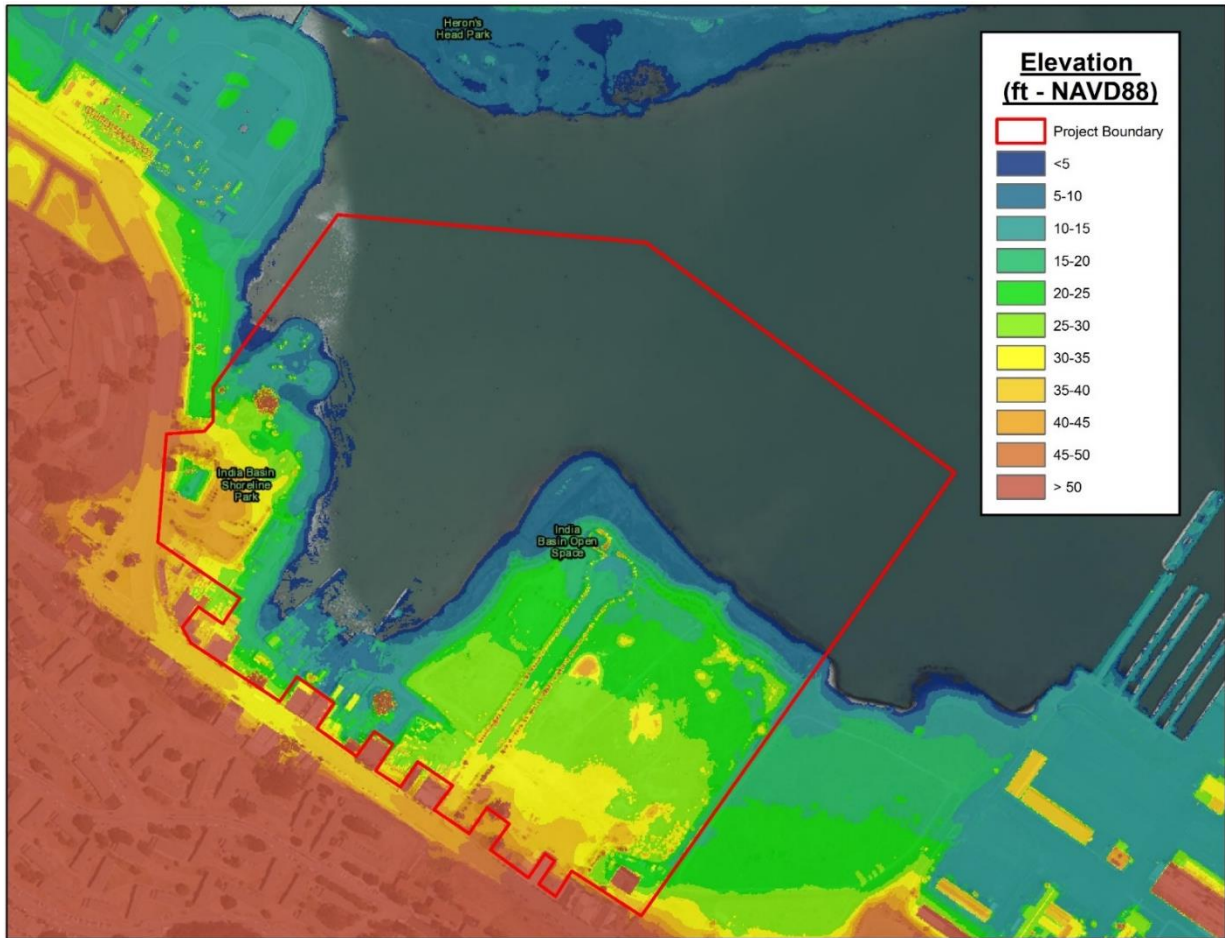 Heron's
Head Park
Elevation
(ft - NAVD88)
Project Boundary
<5
5-10
10-15
15-20
20-25
25-30
30-35
35-40
40-45
45-50
> 50
India Basin
Shoreline
Park
India
Basin Open
Space